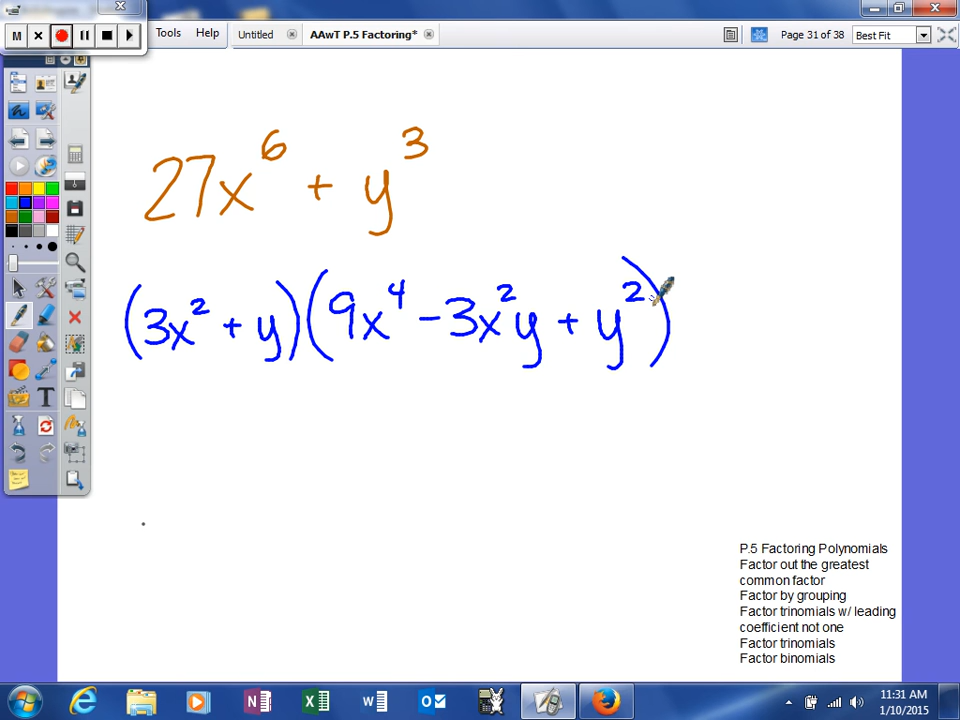 M
Tools Help Untitled AAwT P.5 Factoring* Page 31 of 38 Best Fit
27x⁶ + y³
(3x² + y)(9x⁴ - 3x²y + y²)
P.5 Factoring Polynomials
Factor out the greatest
common factor
Factor by grouping
Factor trinomials w/ leading
coefficient not one
Factor trinomials
Factor binomials
11:31 AM
1/10/2015